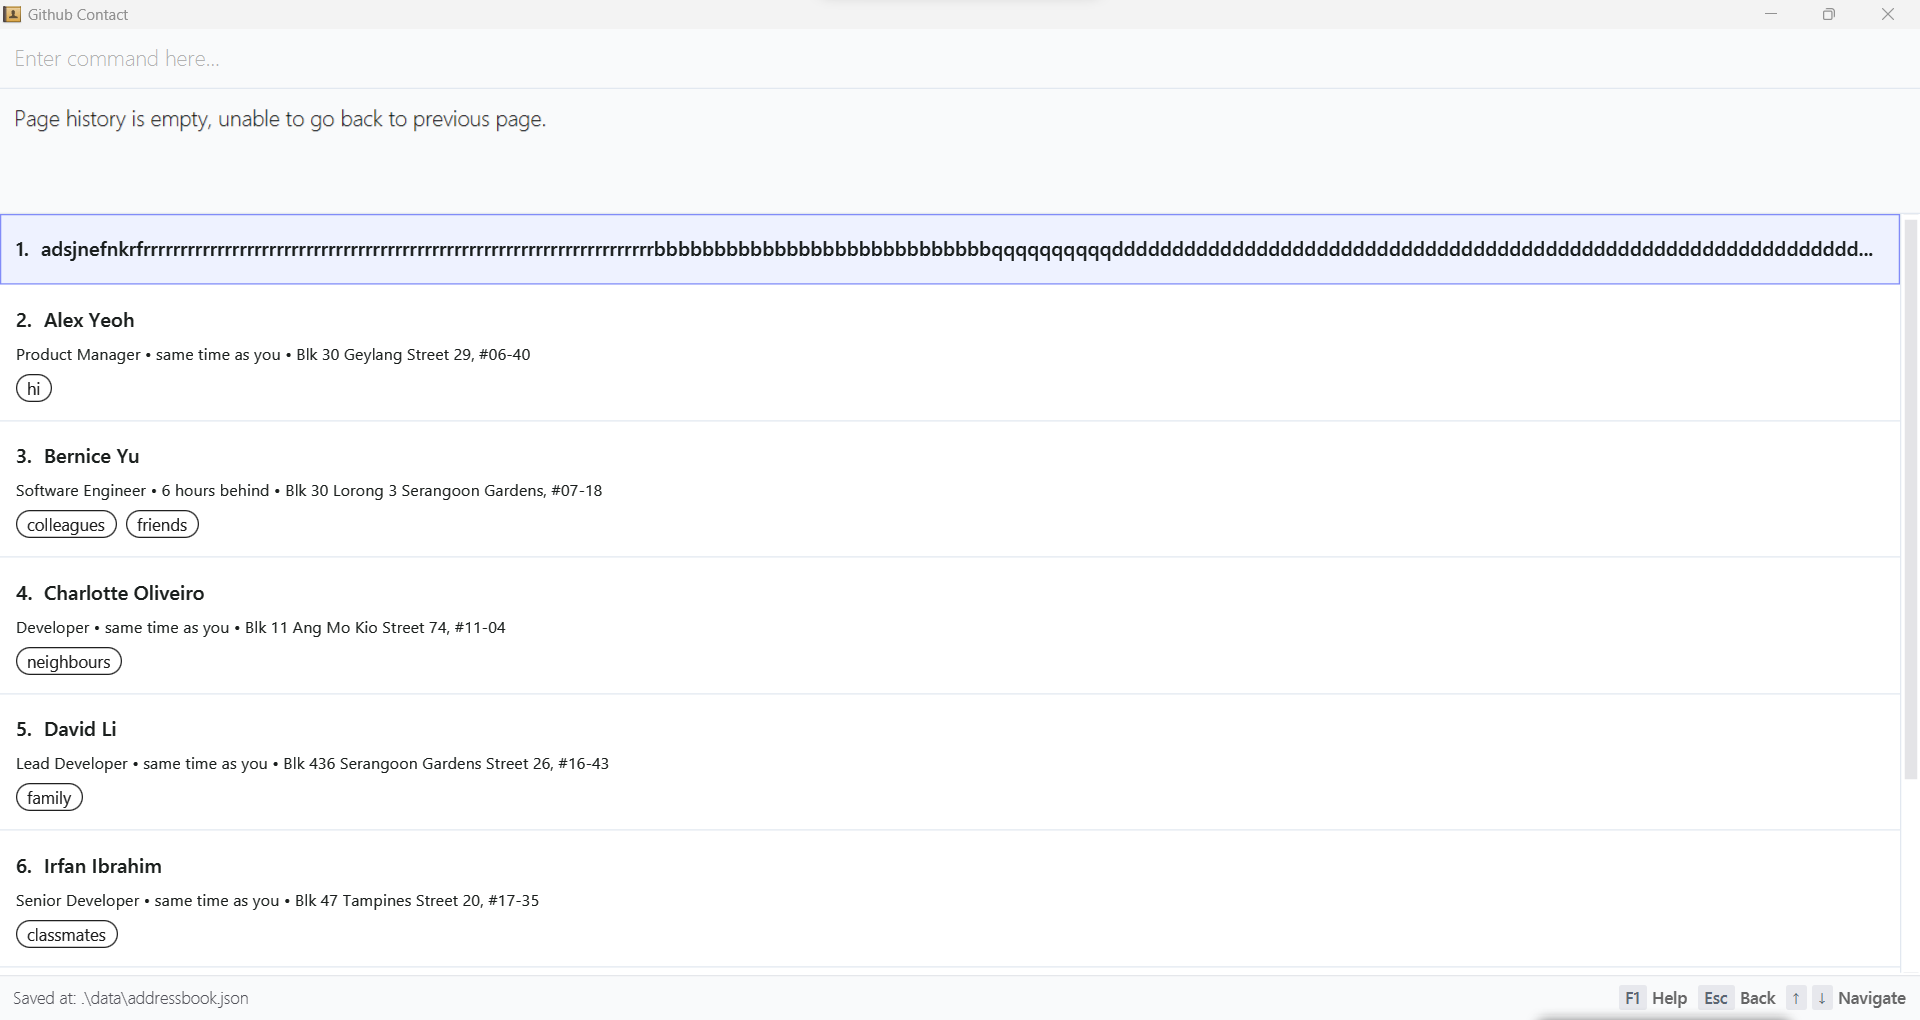 Github Contact
Enter command here...
Page history is empty, unable to go back to previous page.
1. adsjnefnkrfrrrrrrrrrrrrrrrrrrrrrrrrrrrrrrrrrrrrrrrrrrrrrrrrrrrrrrrrrrrrrrrrrrrrbbbbbbbbbbbbbbbbbbbbbbbbbbbbqqqqqqqqqqdddddddddddddddddddddddddddddddddddddddddddddddddddddddddddddd...
2. Alex Yeoh
Product Manager • same time as you • Blk 30 Geylang Street 29, #06-40
hi
3. Bernice Yu
Software Engineer • 6 hours behind • Blk 30 Lorong 3 Serangoon Gardens, #07-18
colleagues friends
4. Charlotte Oliveiro
Developer • same time as you • Blk 11 Ang Mo Kio Street 74, #11-04
neighbours
5. David Li
Lead Developer • same time as you • Blk 436 Serangoon Gardens Street 26, #16-43
family
6. Irfan Ibrahim
Senior Developer • same time as you • Blk 47 Tampines Street 20, #17-35
classmates
Saved at: .\data\addressbook.json
F1 Help Esc Back ↑ ↓ Navigate